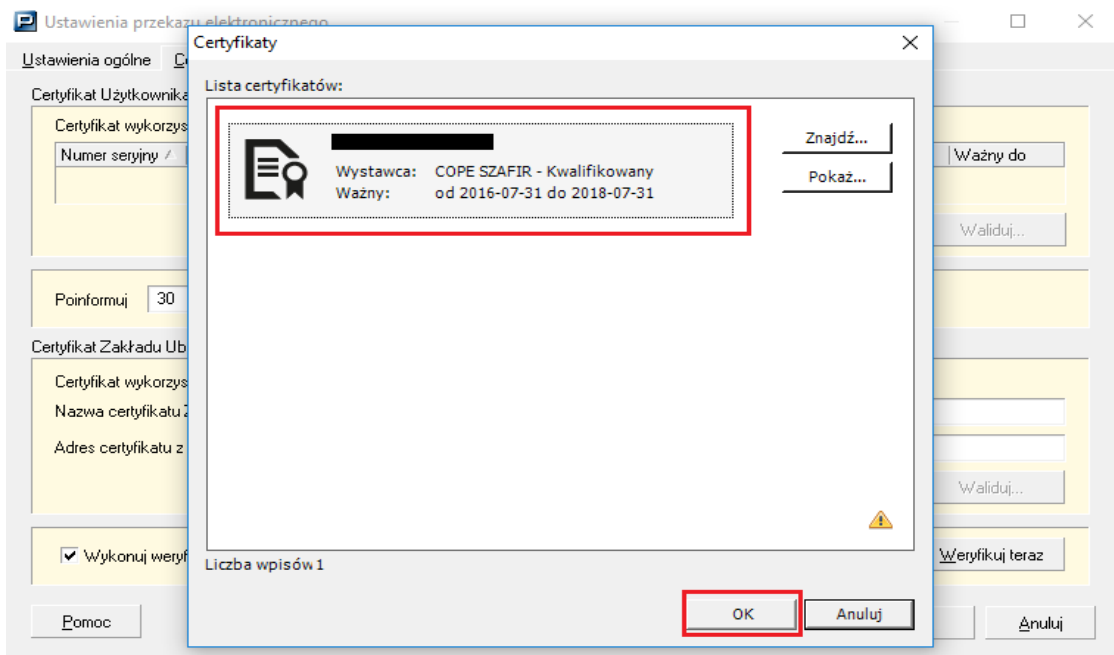 Ustawienia przekazu elektronicznego
Certyfikaty
Ustawienia ogólne
Lista certyfikatów:
Certyfikat Użytkownika
Certyfikat wykorzys
Numer seryjny
Ważny do
Wystawca: COPE SZAFIR - Kwalifikowany
Ważny: od 2016-07-31 do 2018-07-31
Znajdź...
Pokaż...
Waliduj...
Poinformuj 30
Certyfikat Zakładu Ub
Certyfikat wykorzys
Nazwa certyfikatu Z
Adres certyfikatu z
Waliduj...
Wykonuj weryf
Weryfikuj teraz
Liczba wpisów 1
OK
Anuluj
Pomoc
Anuluj